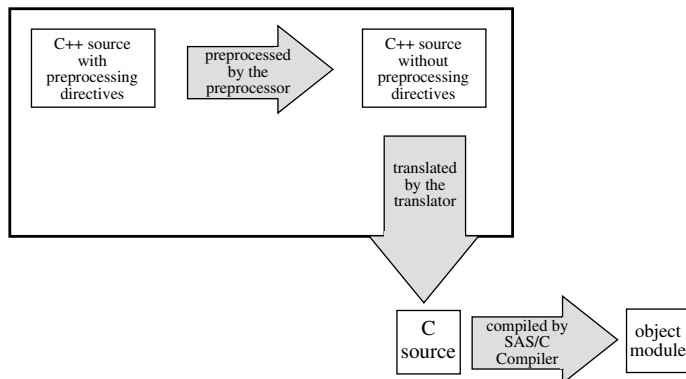 C++ source
with
preprocessing
directives
preprocessed
by the
preprocessor
C++ source
without
preprocessing
directives
translated
by the
translator
C
source
compiled by
SAS/C
Compiler
object
module